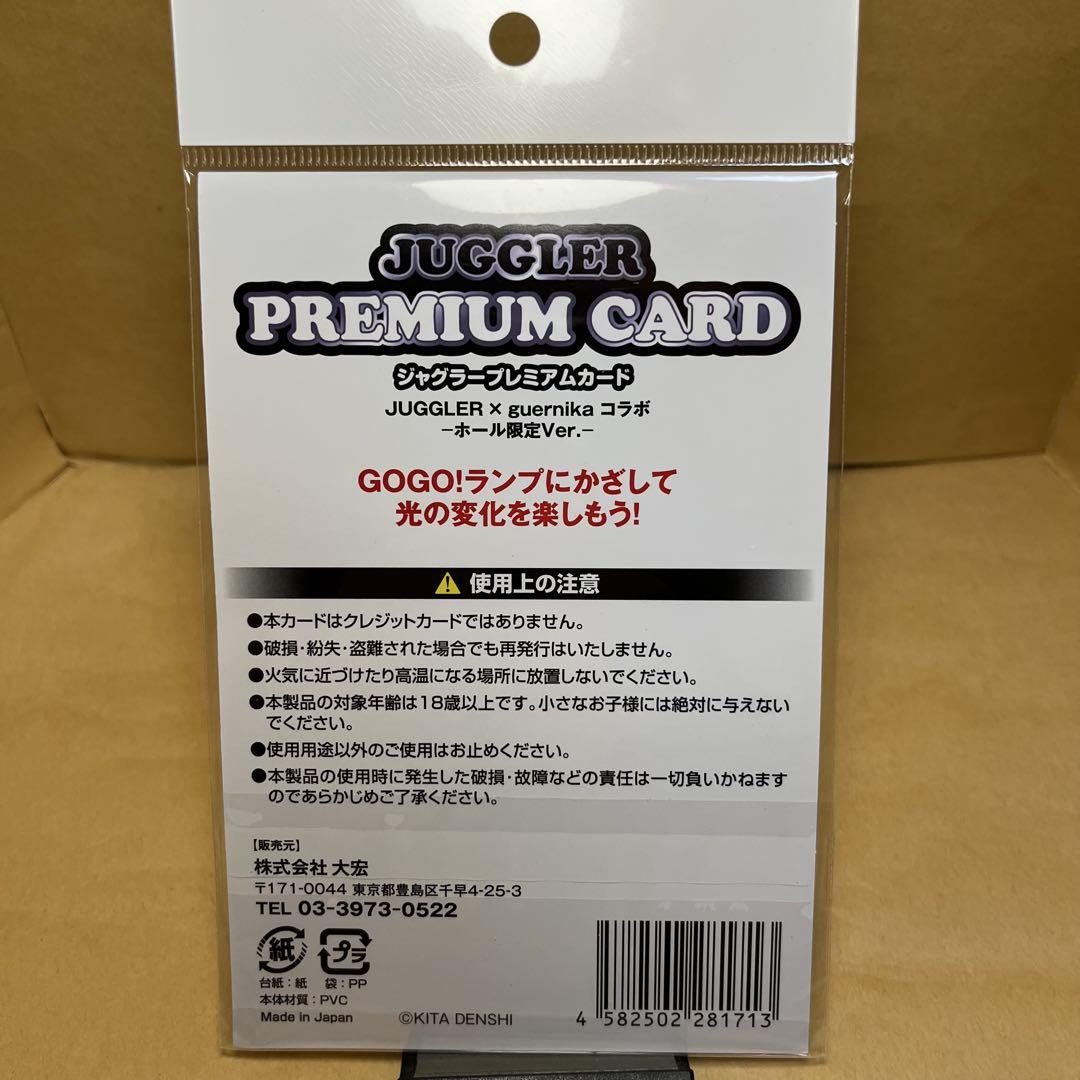 JUGGLER
PREMIUM CARD
ジャグラープレミアムカード
JUGGLER × guernika コラボ
−ホール限定Ver.−
GOGO!ランプにかざして
光の変化を楽しもう!
使用上の注意
●本カードはクレジットカードではありません。
●破損・紛失・盗難された場合でも再発行はいたしません。
●火気に近づけたり高温になる場所に放置しないでください。
●本製品の対象年齢は18歳以上です。小さなお子様には絶対に与えない
でください。
●使用用途以外のご使用はお止めください。
●本製品の使用時に発生した破損・故障などの責任は一切負いかねます
のであらかじめご了承ください。
【販売元】
株式会社 大宏
〒171-0044 東京都豊島区千早4-25-3
TEL 03-3973-0522
紙 プラ
台紙：紙 袋：PP
本体材質：PVC
Made in Japan ©KITA DENSHI
4 582502 281713